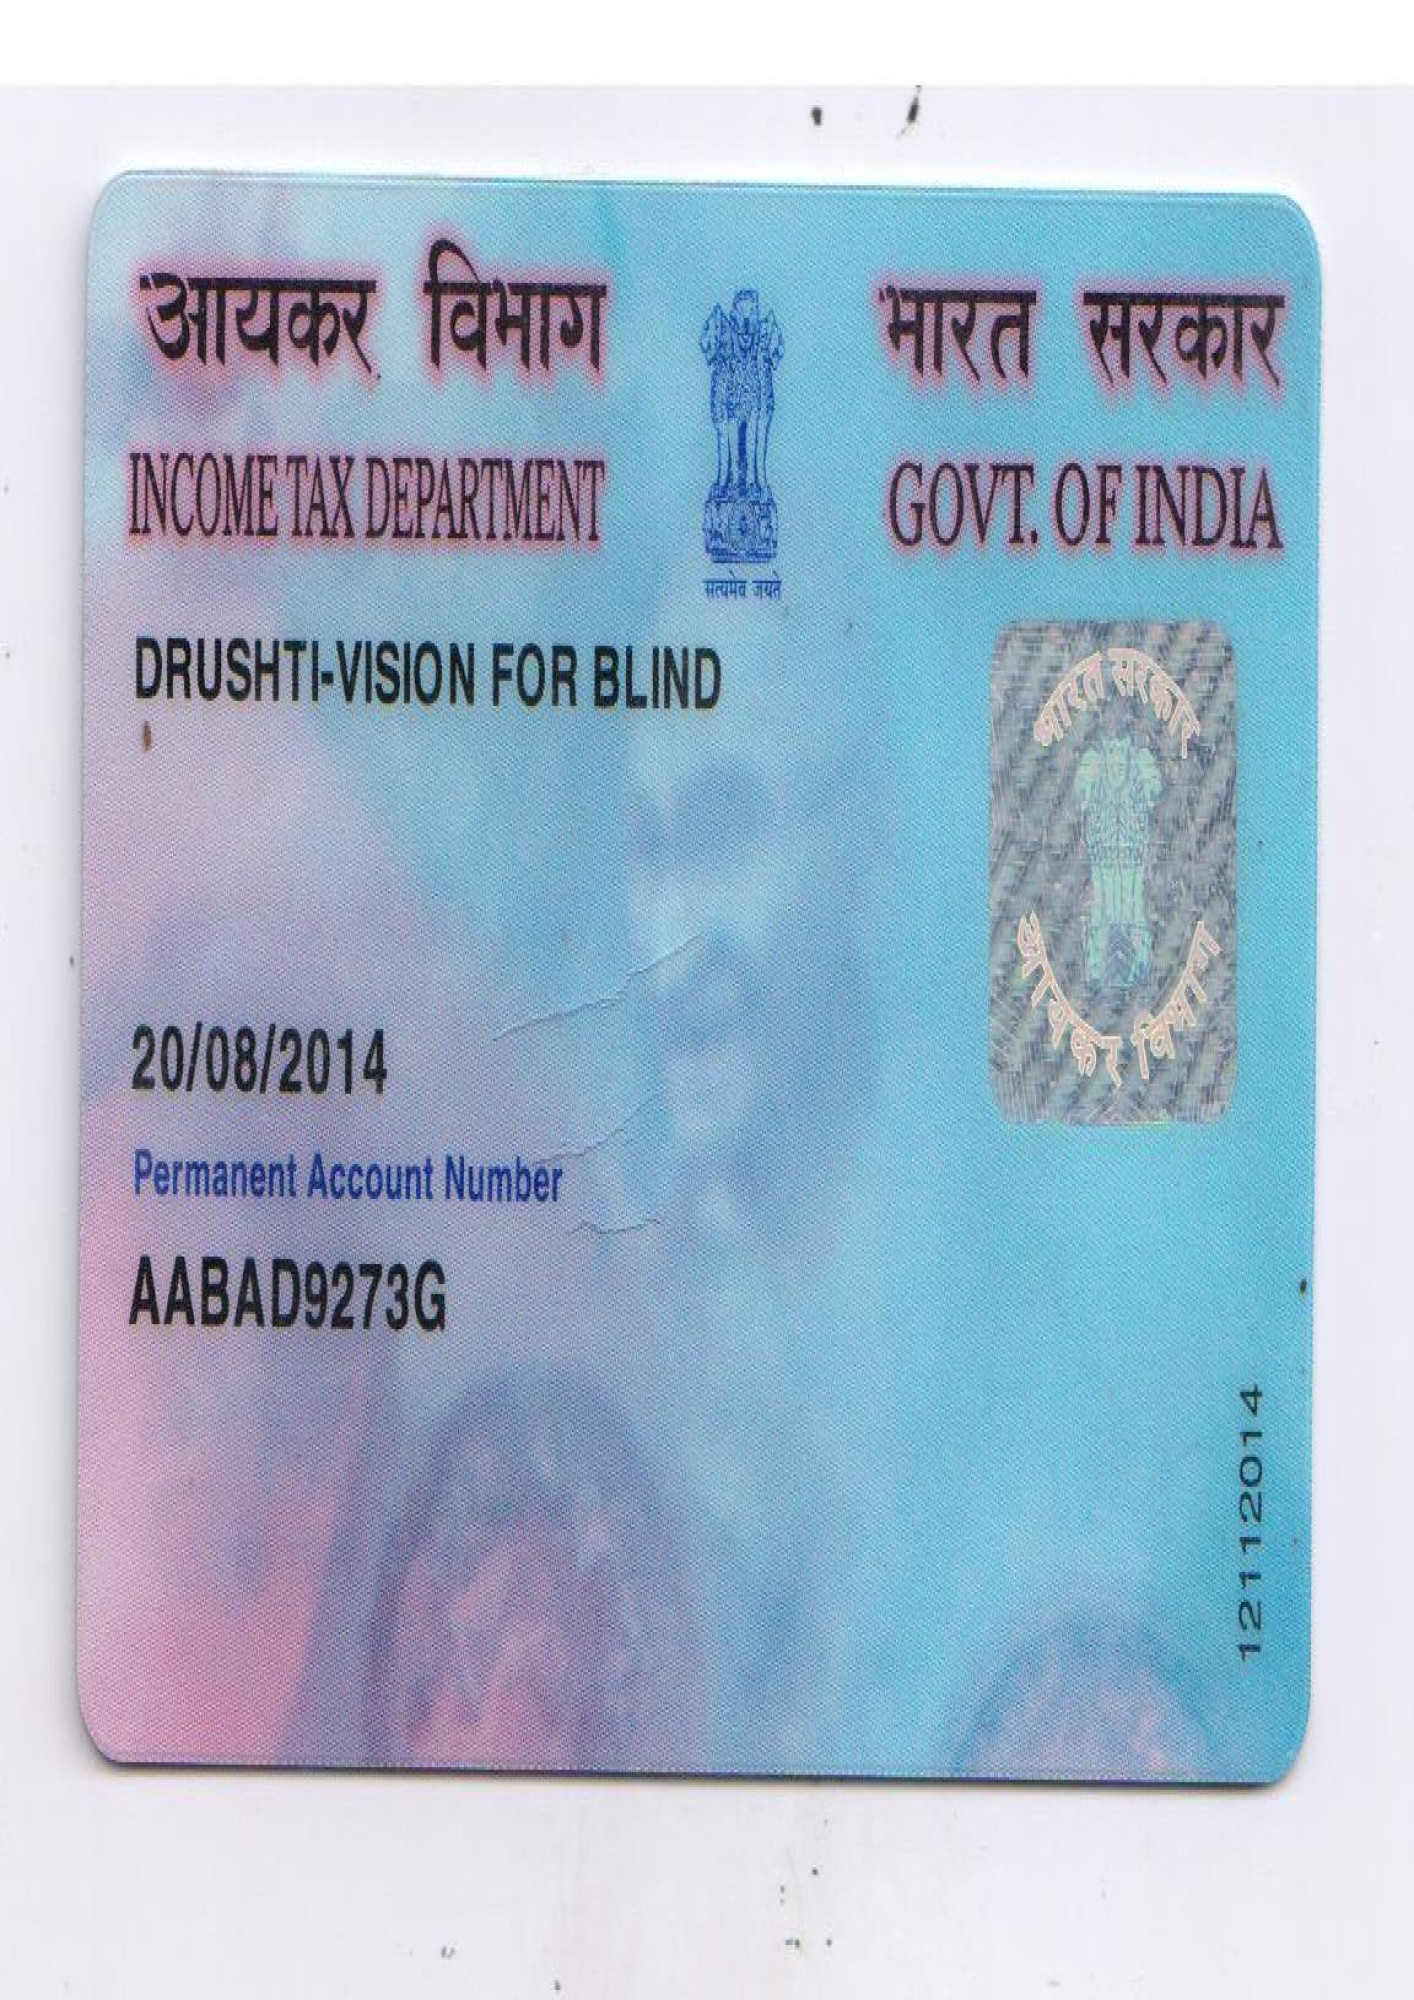 आयकर विभाग
भारत सरकार
INCOME TAX DEPARTMENT
GOVT. OF INDIA
सत्यमेव जयते
DRUSHTI-VISION FOR BLIND
भारत सरकार
आयकर विभाग
20/08/2014
Permanent Account Number
AABAD9273G
12112014